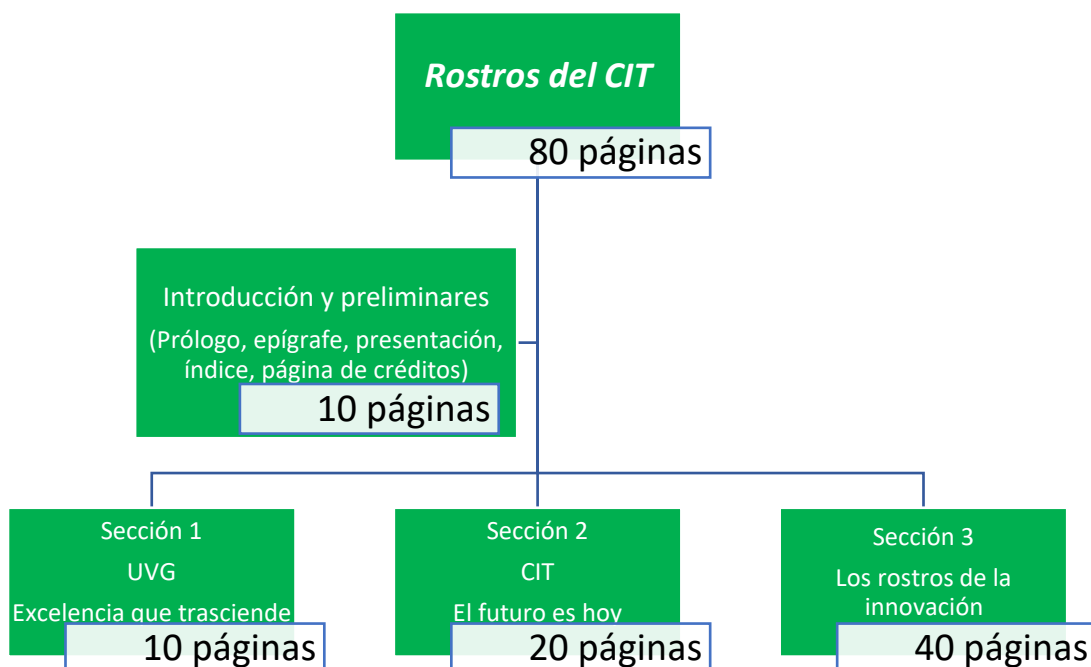 Rostros del CIT
80 páginas
Introducción y preliminares
(Prólogo, epígrafe, presentación,
índice, página de créditos)
10 páginas
Sección 1
UVG
Excelencia que trasciende
10 páginas
Sección 2
CIT
El futuro es hoy
20 páginas
Sección 3
Los rostros de la
innovación
40 páginas